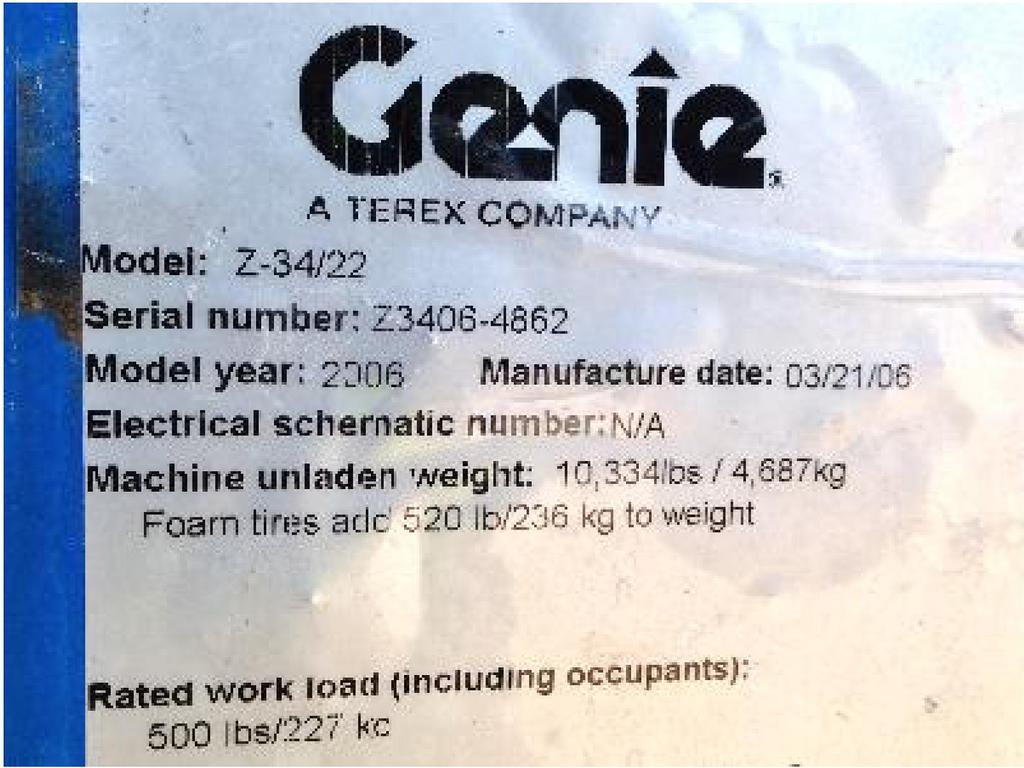 Genie
A TEREX COMPANY
Model: Z-34/22
Serial number: Z3406-4862
Model year: 2006 Manufacture date: 03/21/06
Electrical schematic number: N/A
Machine unladen weight: 10,334lbs / 4,687kg
Foam tires add 520 lb/236 kg to weight
Rated work load (including occupants):
500 lbs/227 kg